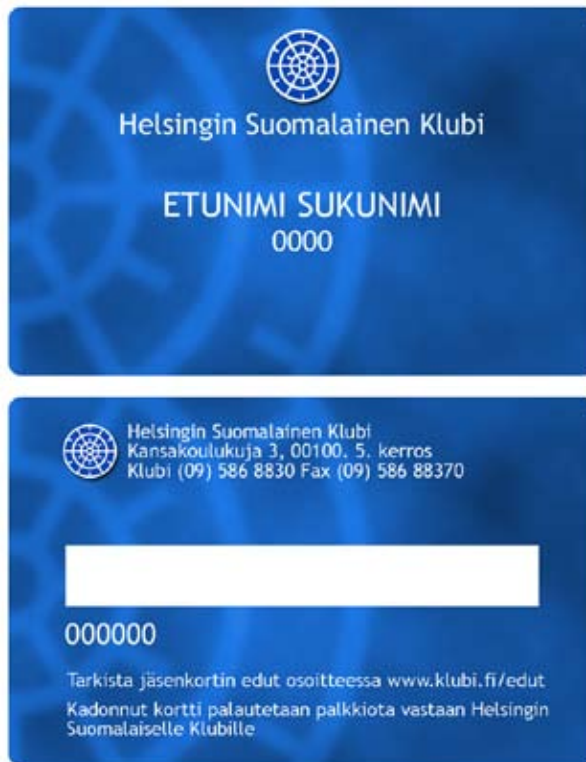 Helsingin Suomalainen Klubi
ETUNIMI SUKUNIMI
0000
Helsingin Suomalainen Klubi
Kansakoulukuja 3, 00100. 5. kerros
Klubi (09) 586 8830 Fax (09) 586 88370
000000
Tarkista jäsenkortin edut osoitteessa www.klubi.fi/edut
Kadonnut kortti palautetaan palkkiota vastaan Helsingin
Suomalaiselle Klubille